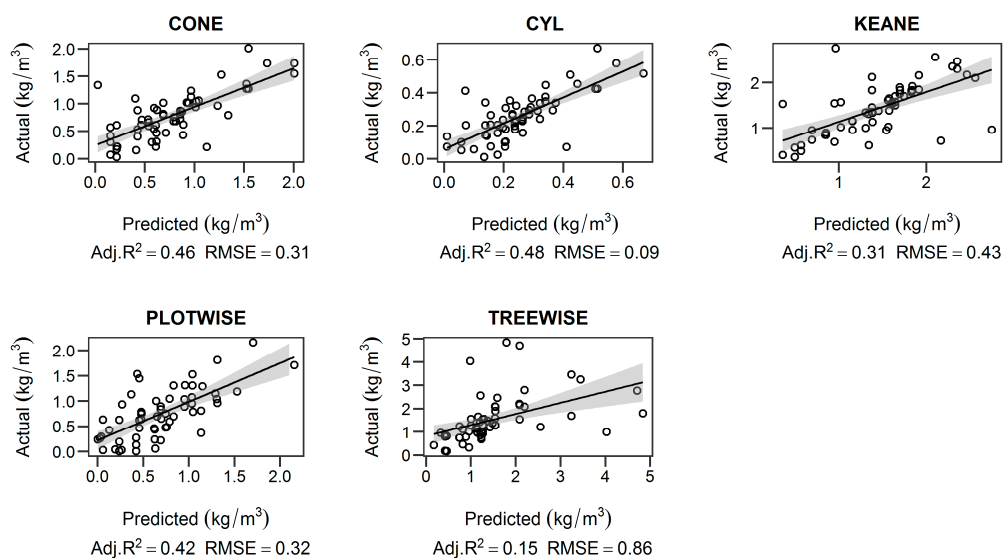 CONE
Actual (kg/m³)
2.0
1.5
1.0
0.5
0.0
0.0 0.5 1.0 1.5 2.0
Predicted (kg/m³)
Adj.R² = 0.46 RMSE = 0.31
CYL
Actual (kg/m³)
0.6
0.4
0.2
0.0
0.0 0.2 0.4 0.6
Predicted (kg/m³)
Adj.R² = 0.48 RMSE = 0.09
KEANE
Actual (kg/m³)
2
1
1 2
Predicted (kg/m³)
Adj.R² = 0.31 RMSE = 0.43
PLOTWISE
Actual (kg/m³)
2.0
1.5
1.0
0.5
0.0
0.0 0.5 1.0 1.5 2.0
Predicted (kg/m³)
Adj.R² = 0.42 RMSE = 0.32
TREEWISE
Actual (kg/m³)
5
4
3
2
1
0
0 1 2 3 4 5
Predicted (kg/m³)
Adj.R² = 0.15 RMSE = 0.86